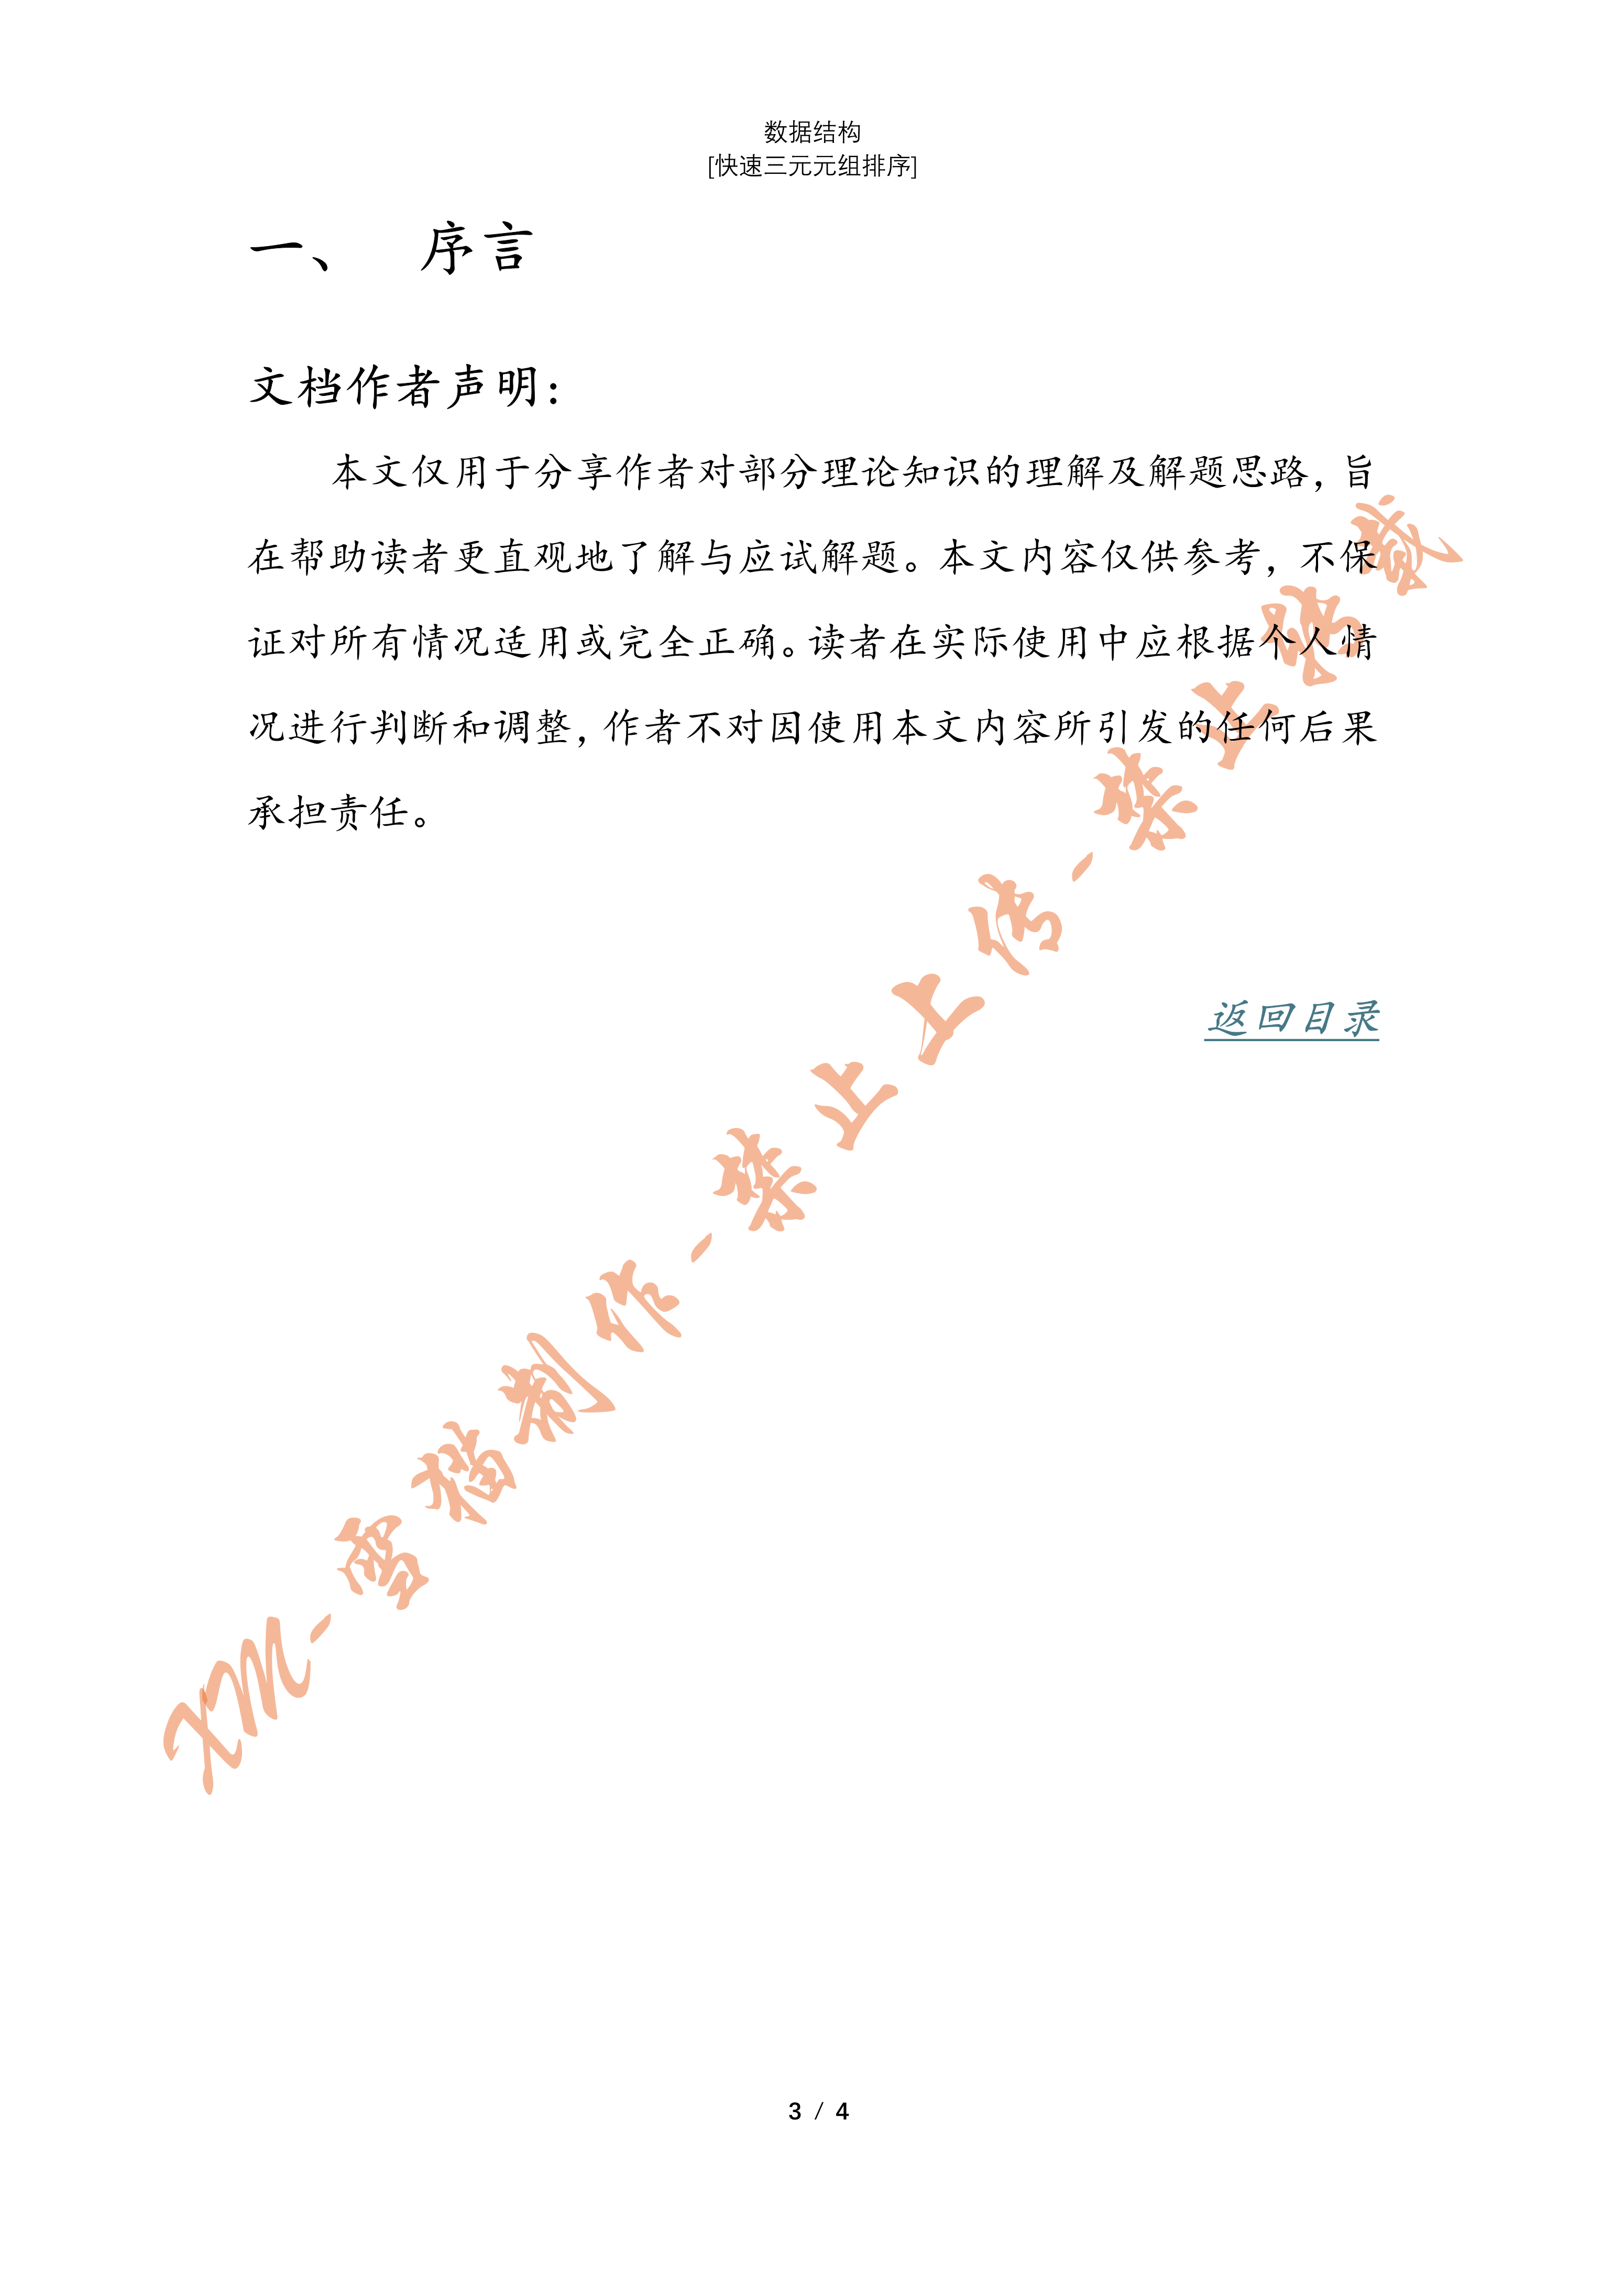 数据结构
[快速三元元组排序]
一、 序言
文档作者声明：
本文仅用于分享作者对部分理论知识的理解及解题思路，旨
在帮助读者更直观地了解与应试解题。本文内容仅供参考，不保
证对所有情况适用或完全正确。读者在实际使用中应根据个人情
况进行判断和调整，作者不对因使用本文内容所引发的任何后果
承担责任。
返回目录
XM-雪猫制作-禁止上传-禁止转载
3 / 4